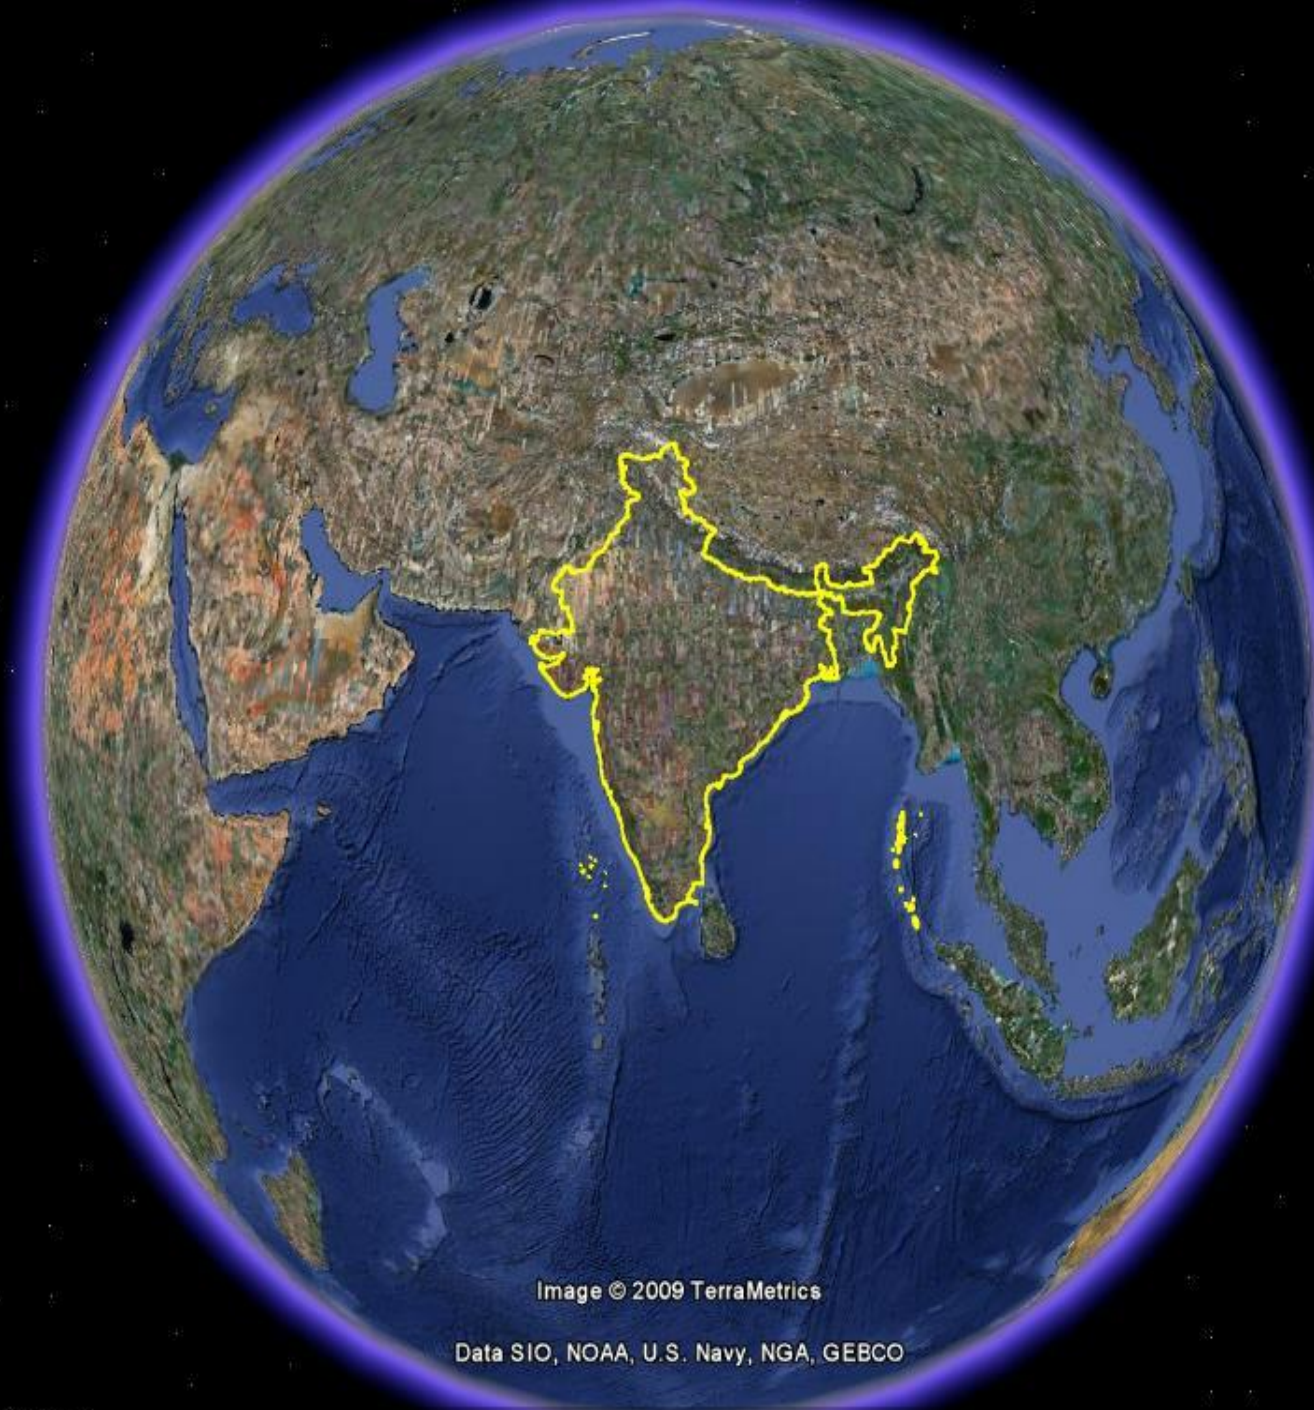 Image © 2009 TerraMetrics
Data SIO, NOAA, U.S. Navy, NGA, GEBCO